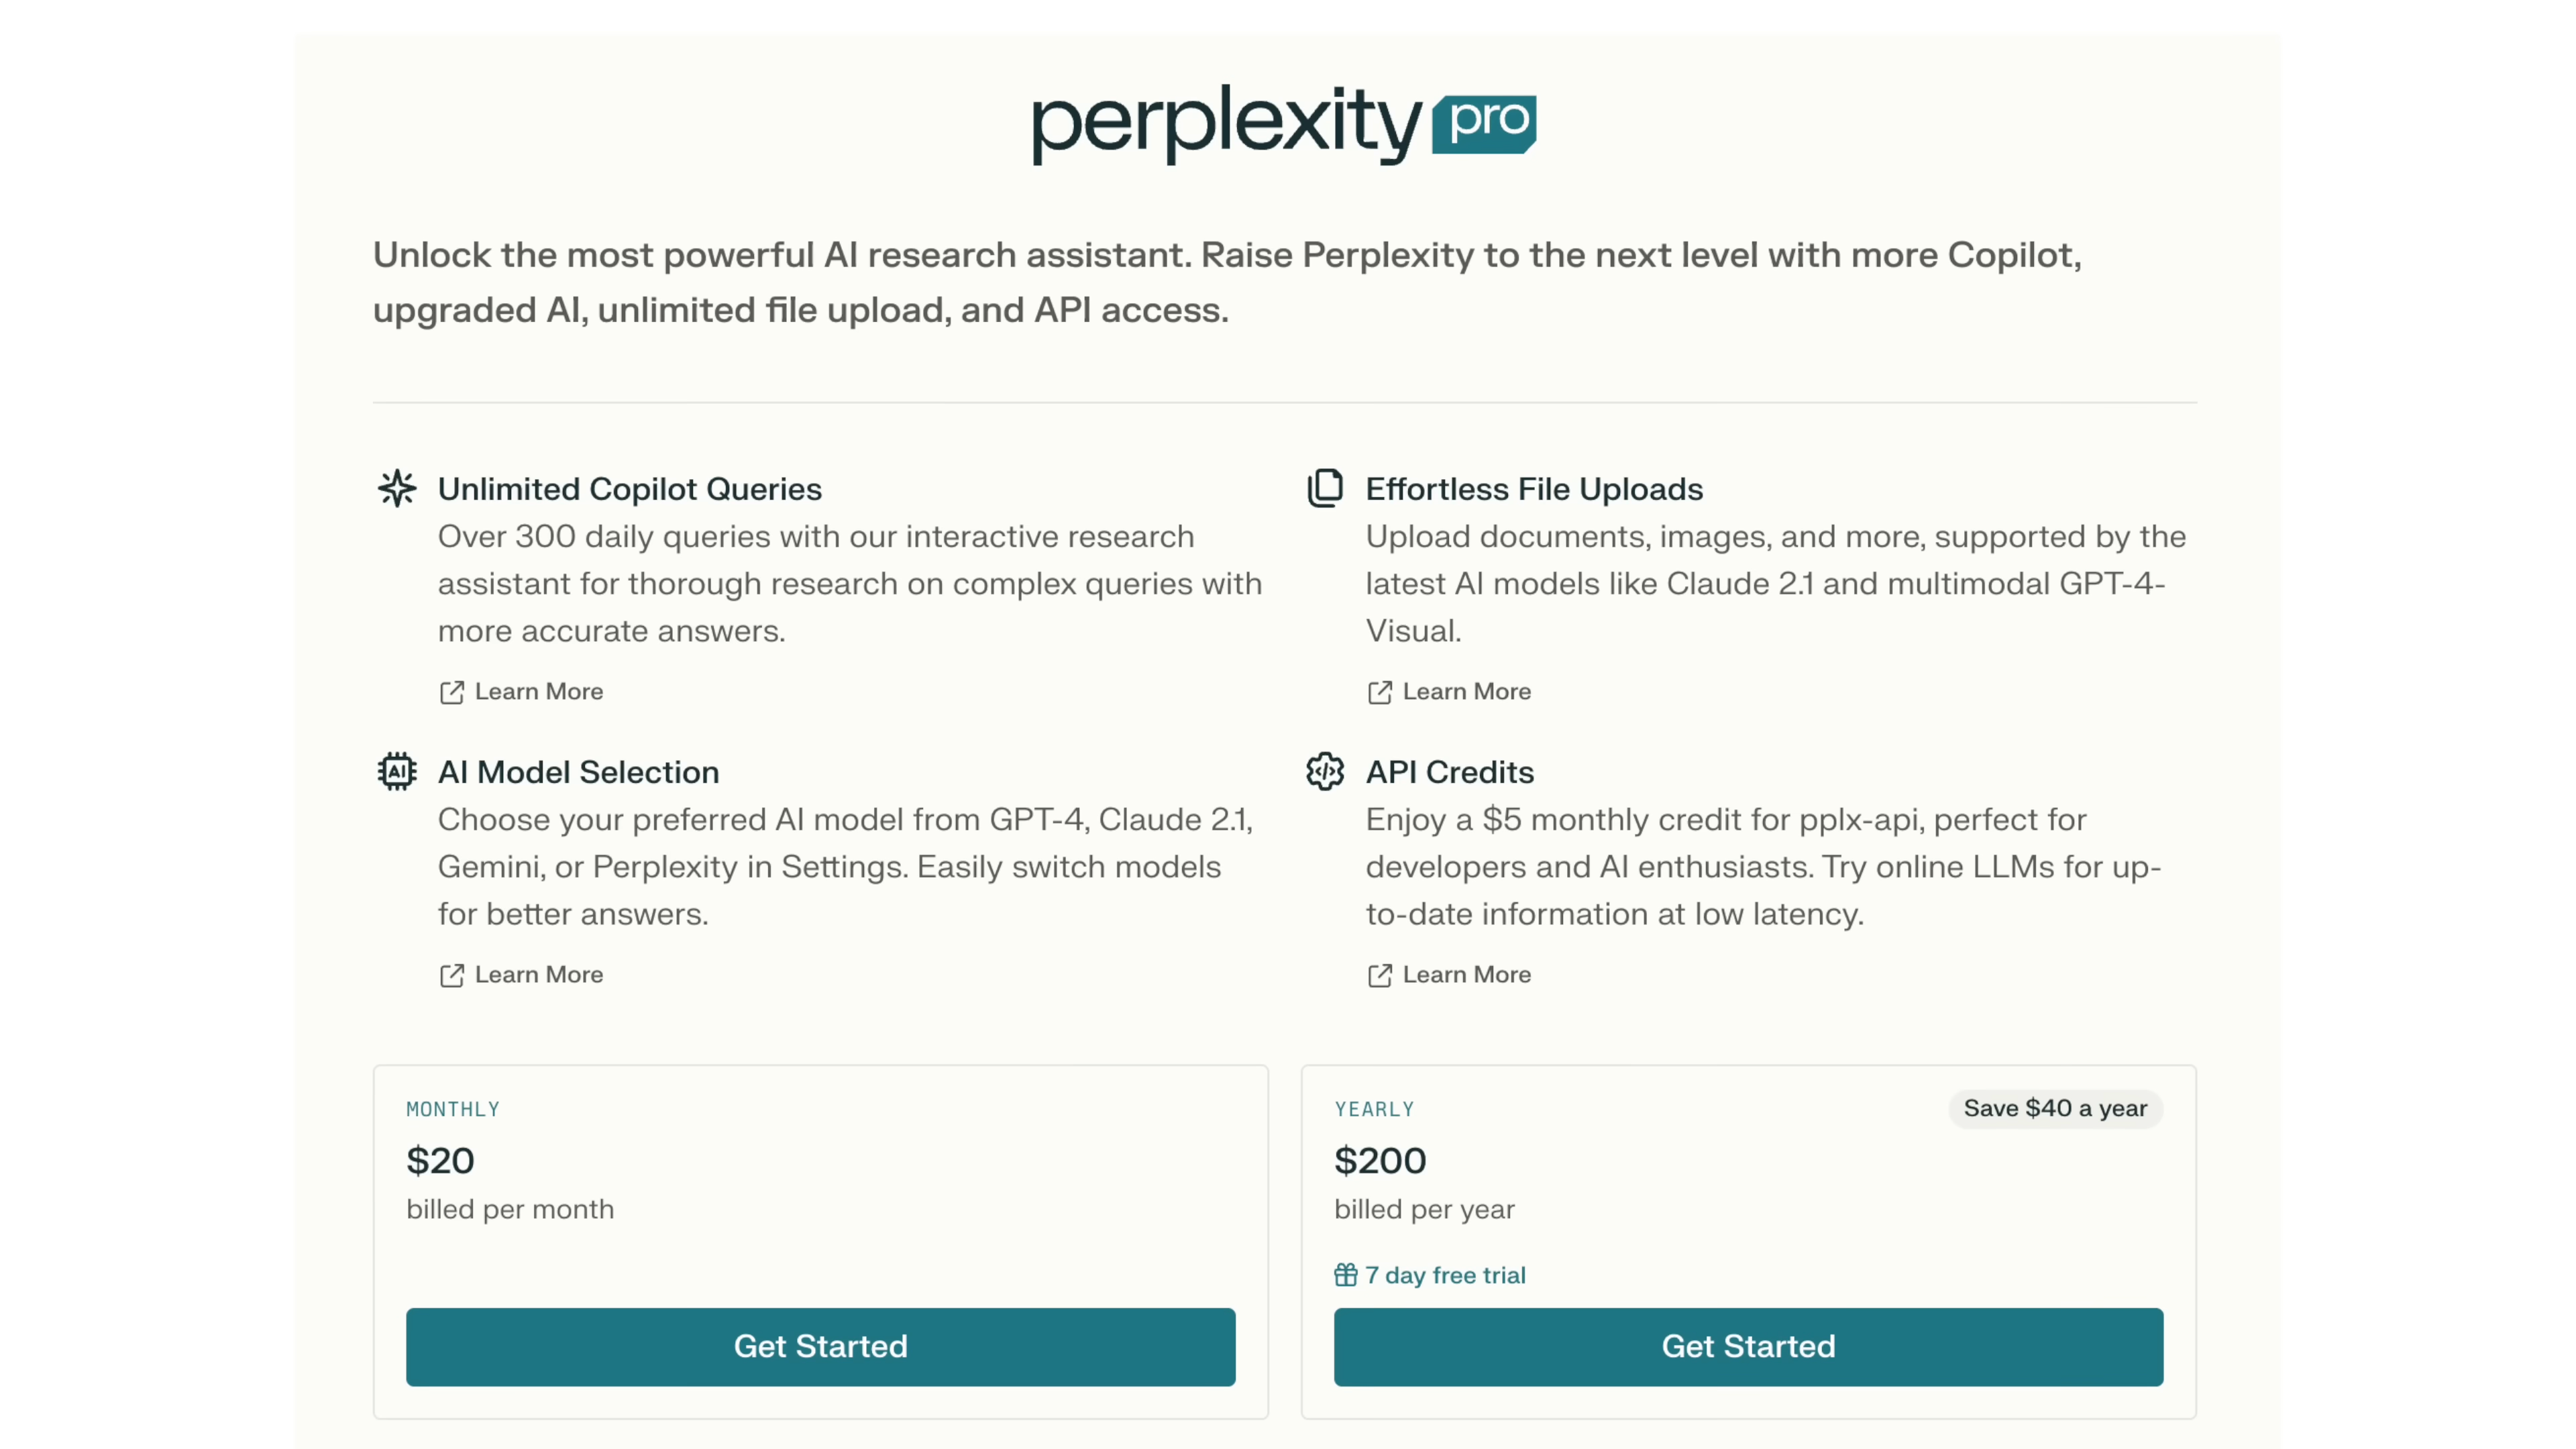 perplexity pro
Unlock the most powerful AI research assistant. Raise Perplexity to the next level with more Copilot,
upgraded AI, unlimited file upload, and API access.
Unlimited Copilot Queries
Over 300 daily queries with our interactive research
assistant for thorough research on complex queries with
more accurate answers.
Learn More
Effortless File Uploads
Upload documents, images, and more, supported by the
latest AI models like Claude 2.1 and multimodal GPT-4-
Visual.
Learn More
AI
AI Model Selection
Choose your preferred AI model from GPT-4, Claude 2.1,
Gemini, or Perplexity in Settings. Easily switch models
for better answers.
Learn More
API Credits
Enjoy a $5 monthly credit for pplx-api, perfect for
developers and AI enthusiasts. Try online LLMs for up-
to-date information at low latency.
Learn More
MONTHLY
$20
billed per month
Get Started
YEARLY
Save $40 a year
$200
billed per year
7 day free trial
Get Started